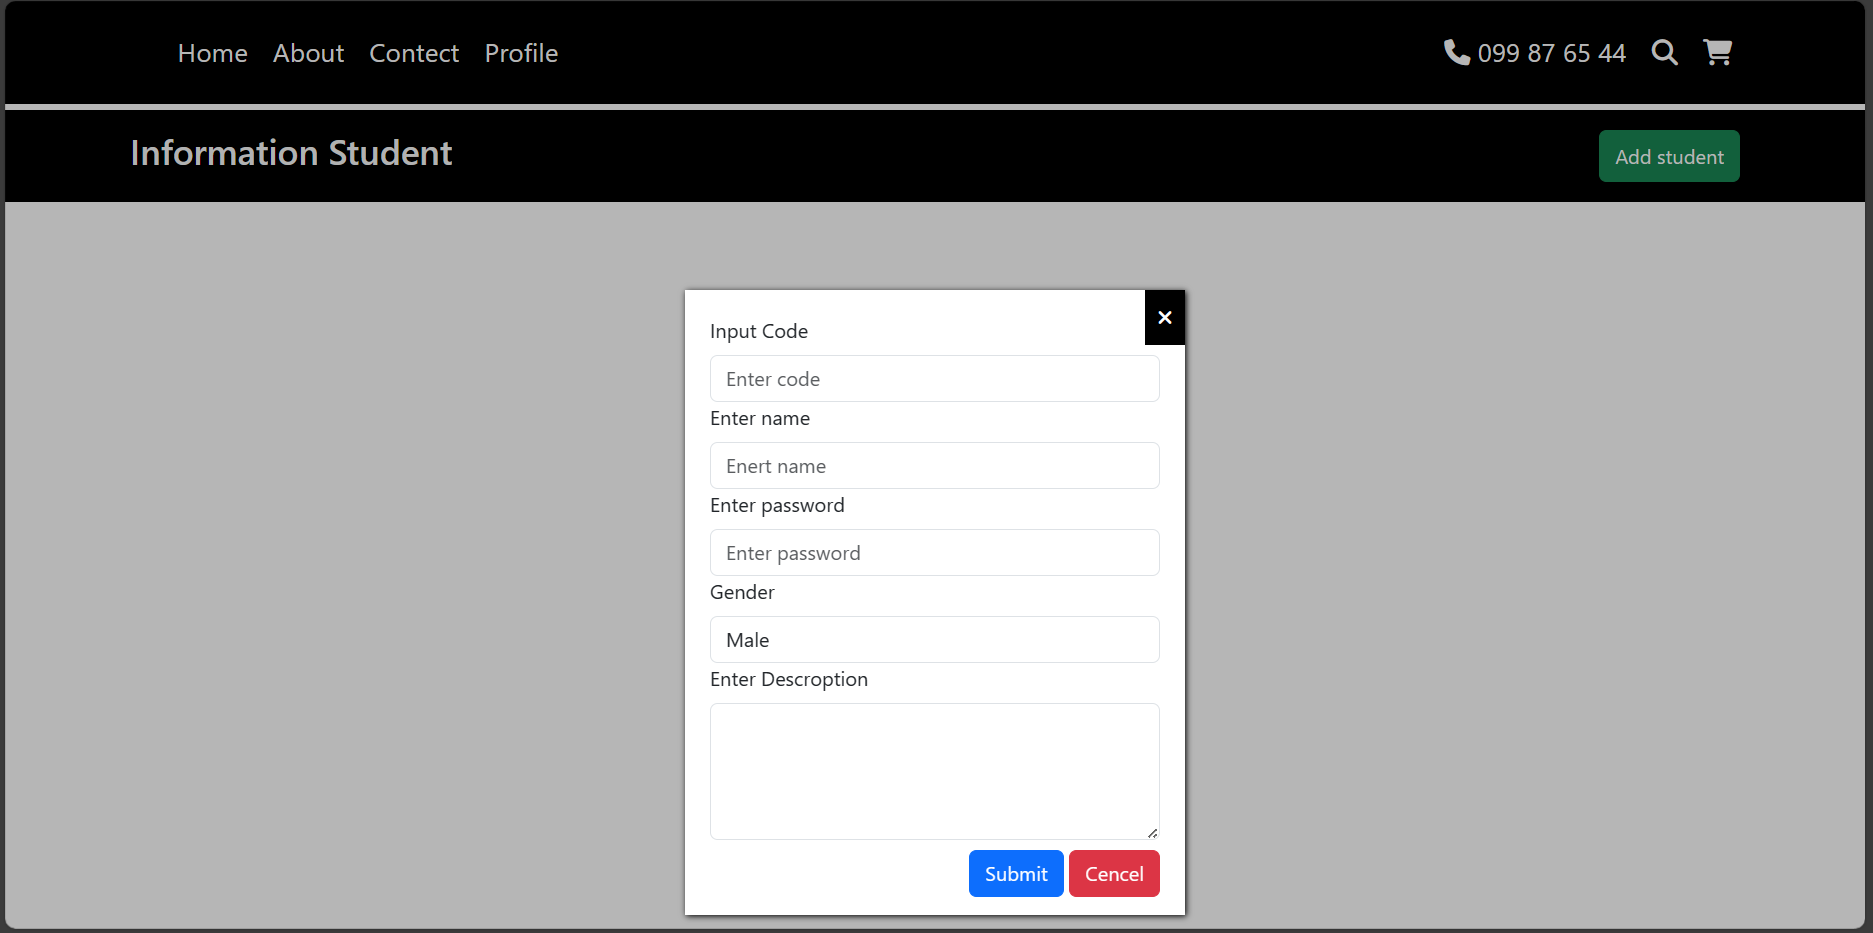 Home About Contect Profile 099 87 65 44
Information Student Add student
Input Code
Enter code
Enter name
Enert name
Enter password
Enter password
Gender
Male
Enter Descroption
Submit Cencel